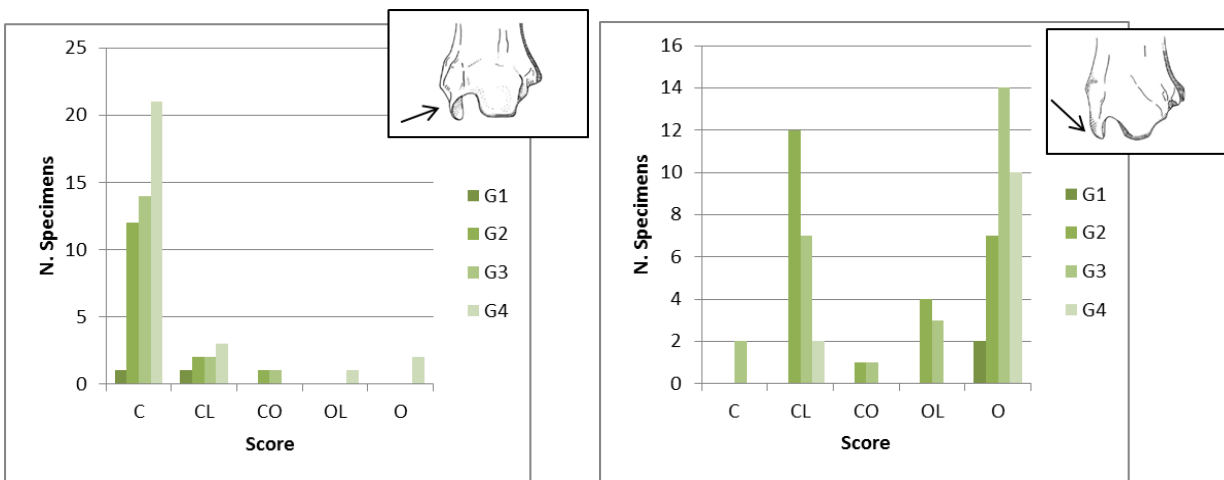 25
20
15
10
5
0
N. Specimens
C CL CO OL O
Score
G1
G2
G3
G4
16
14
12
10
8
6
4
2
0
N. Specimens
C CL CO OL O
Score
G1
G2
G3
G4